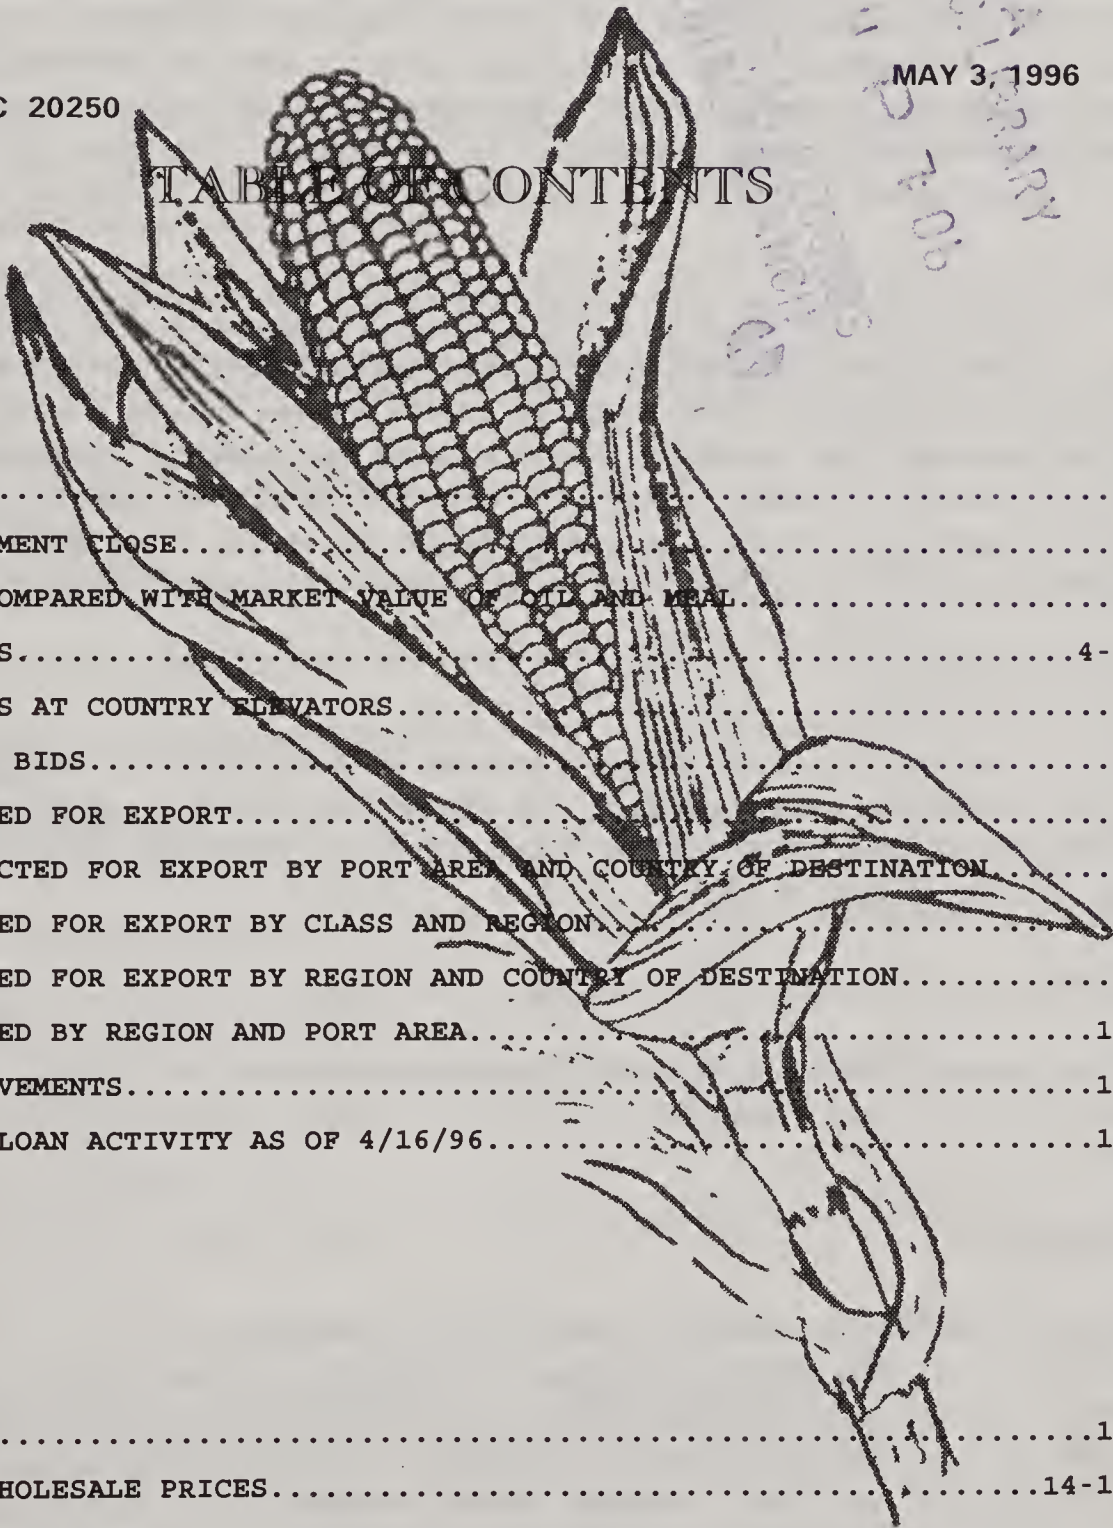 MAY 3, 1996
C 20250
TABLE OF CONTENTS
MENT CLOSE
OMPARED WITH MARKET VALUE OF OIL AND MEAL
S 4-
S AT COUNTRY ELEVATORS
BIDS
ED FOR EXPORT
CTED FOR EXPORT BY PORT AREA AND COUNTRY OF DESTINATION
ED FOR EXPORT BY CLASS AND REGION
ED FOR EXPORT BY REGION AND COUNTRY OF DESTINATION
ED BY REGION AND PORT AREA 1
VEMENTS 1
LOAN ACTIVITY AS OF 4/16/96 1
1
HOLESALE PRICES 14-1